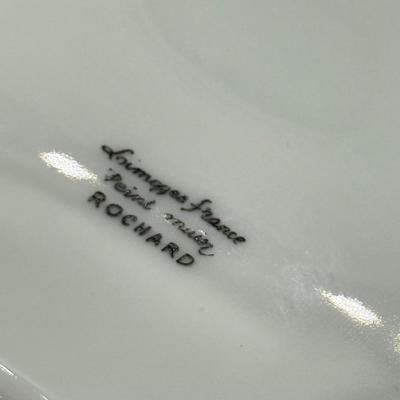 Limoges france
Peint main
ROCHARD